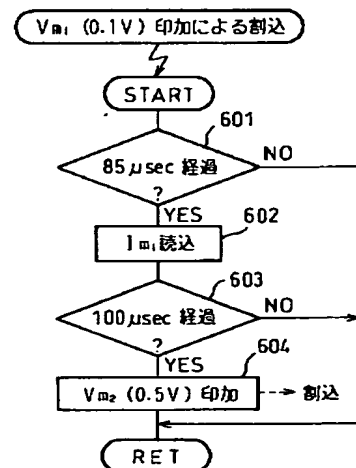 Vm₁ (0.1V) 印加による割込
START
601
85μsec 経過
?
NO
YES
602
Im₁読込
603
100μsec 経過
?
NO
YES
604
Vm₂ (0.5V) 印加
割込
RET